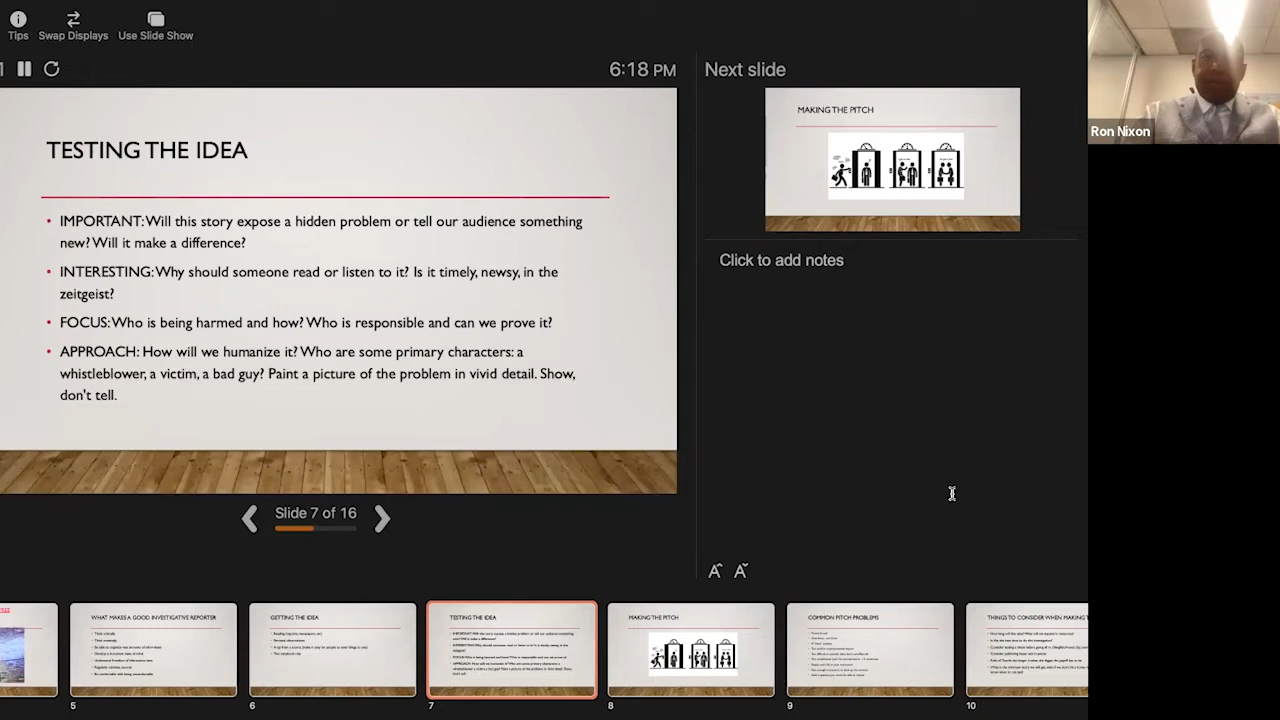 Tips
Swap Displays
Use Slide Show
6:18 PM
Next slide
TESTING THE IDEA
• IMPORTANT: Will this story expose a hidden problem or tell our audience something
new? Will it make a difference?
• INTERESTING: Why should someone read or listen to it? Is it timely, newsy, in the
zeitgeist?
• FOCUS: Who is being harmed and how? Who is responsible and can we prove it?
• APPROACH: How will we humanize it? Who are some primary characters: a
whistleblower, a victim, a bad guy? Paint a picture of the problem in vivid detail. Show,
don't tell.
MAKING THE PITCH
Click to add notes
Ron Nixon
Slide 7 of 16
WHAT MAKES A GOOD INVESTIGATIVE REPORTER
GETTING THE IDEA
TESTING THE IDEA
MAKING THE PITCH
COMMON PITCH PROBLEMS
THINGS TO CONSIDER WHEN MAKING
5
6
7
8
9
10